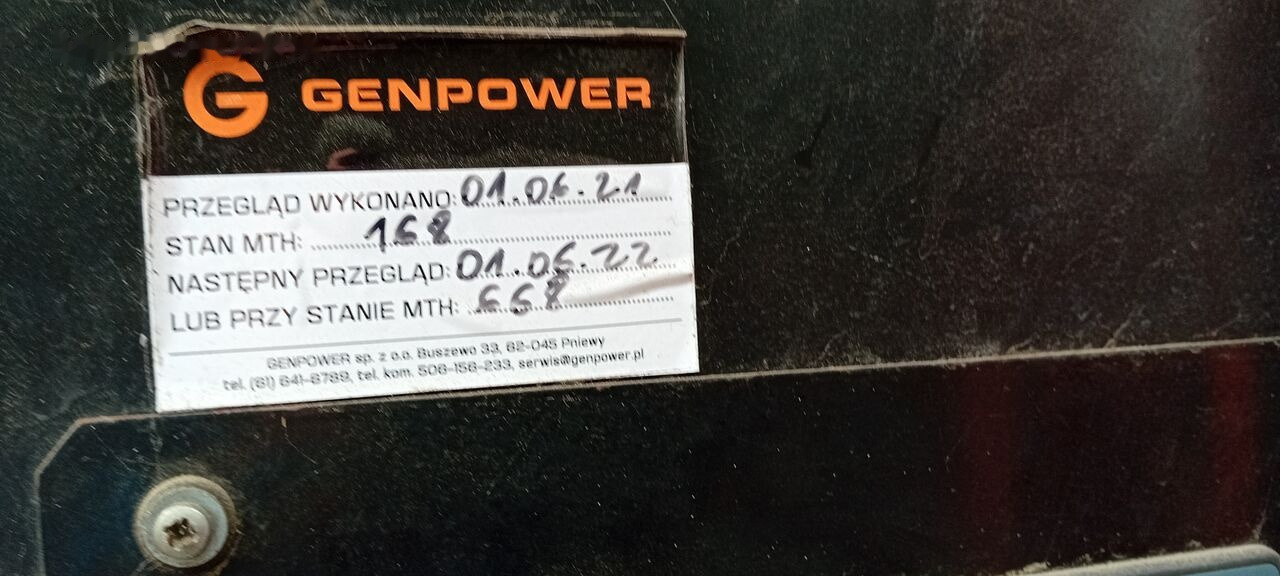 G GENPOWER
PRZEGLĄD WYKONANO: 01.06.21
STAN MTH: 168
NASTĘPNY PRZEGLĄD: 01.06.22
LUB PRZY STANIE MTH: 668
GENPOWER sp. z o.o. Buszewo 33, 62-045 Pniewy
tel. (61) 641-6789, tel. kom. 506-156-233, serwis@genpower.pl